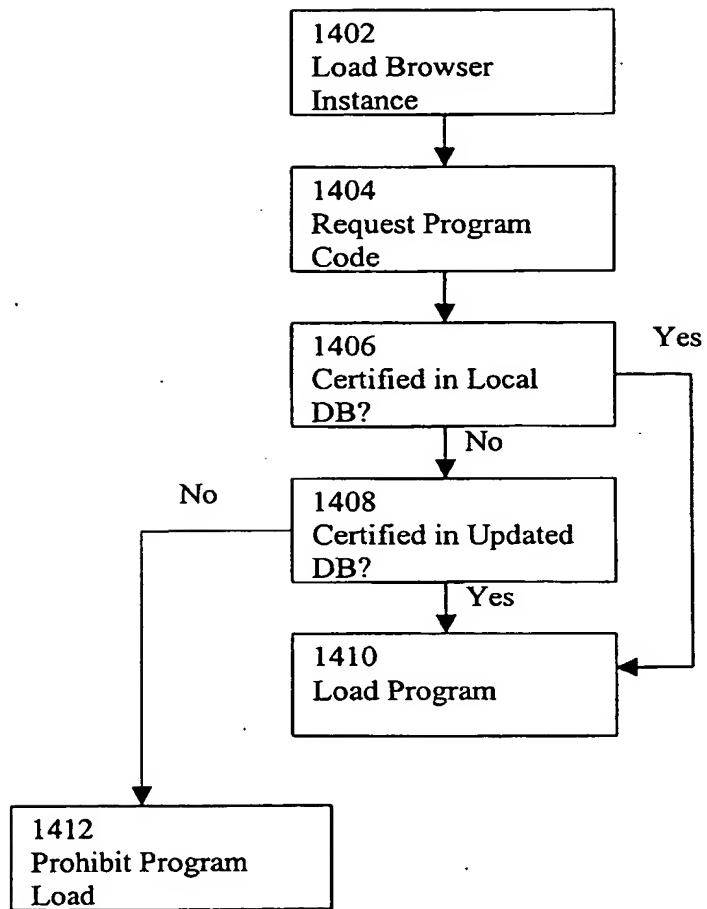 1402
Load Browser
Instance
1404
Request Program
Code
1406
Certified in Local
DB?
Yes
No
No
1408
Certified in Updated
DB?
Yes
1410
Load Program
1412
Prohibit Program
Load